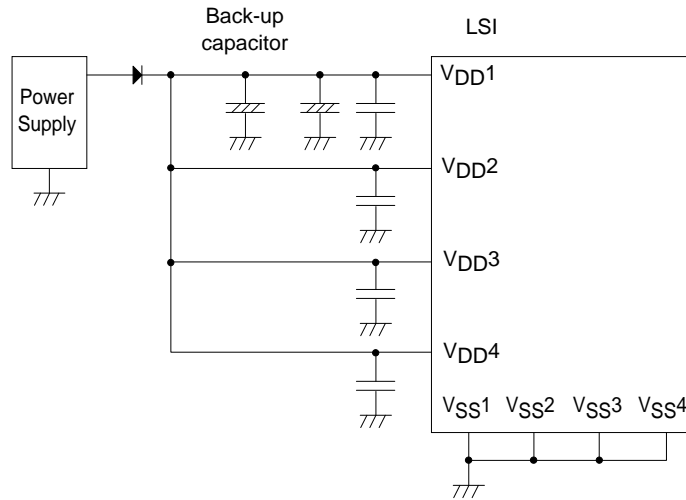 Back-up
capacitor
LSI
Power
Supply
VDD1
VDD2
VDD3
VDD4
VSS1 VSS2 VSS3 VSS4